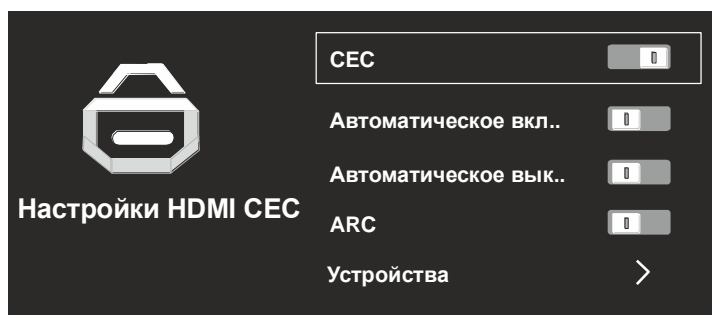 CEC
Автоматическое вкл..
Автоматическое вык..
Настройки HDMI CEC
ARC
Устройства